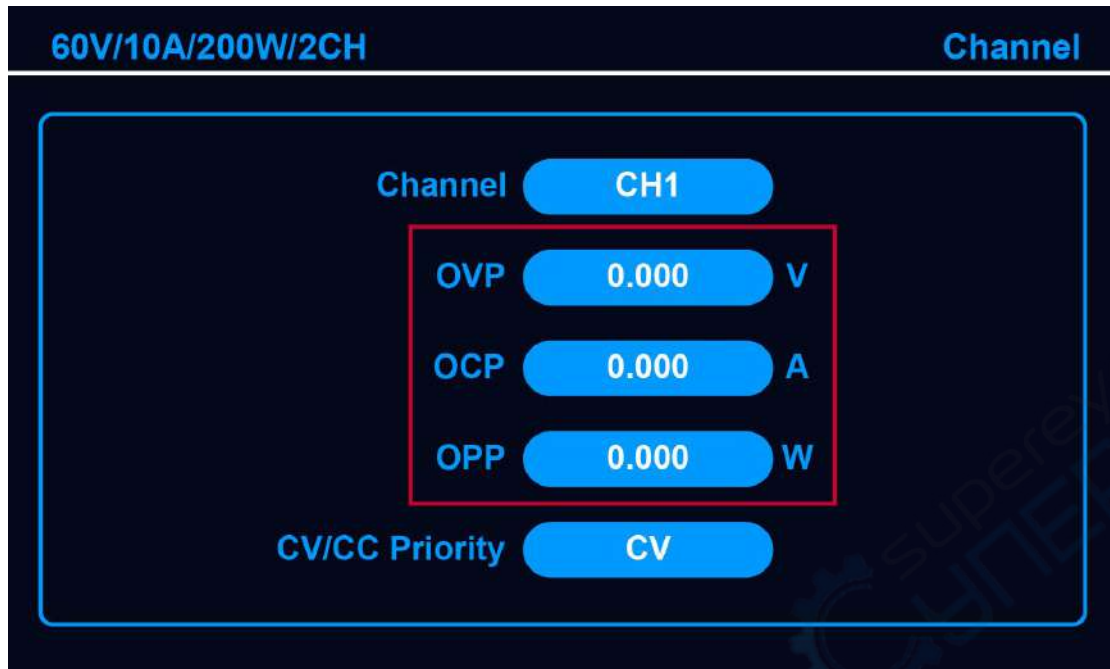 60V/10A/200W/2CH Channel
Channel CH1
OVP 0.000 V
OCP 0.000 A
OPP 0.000 W
CV/CC Priority CV